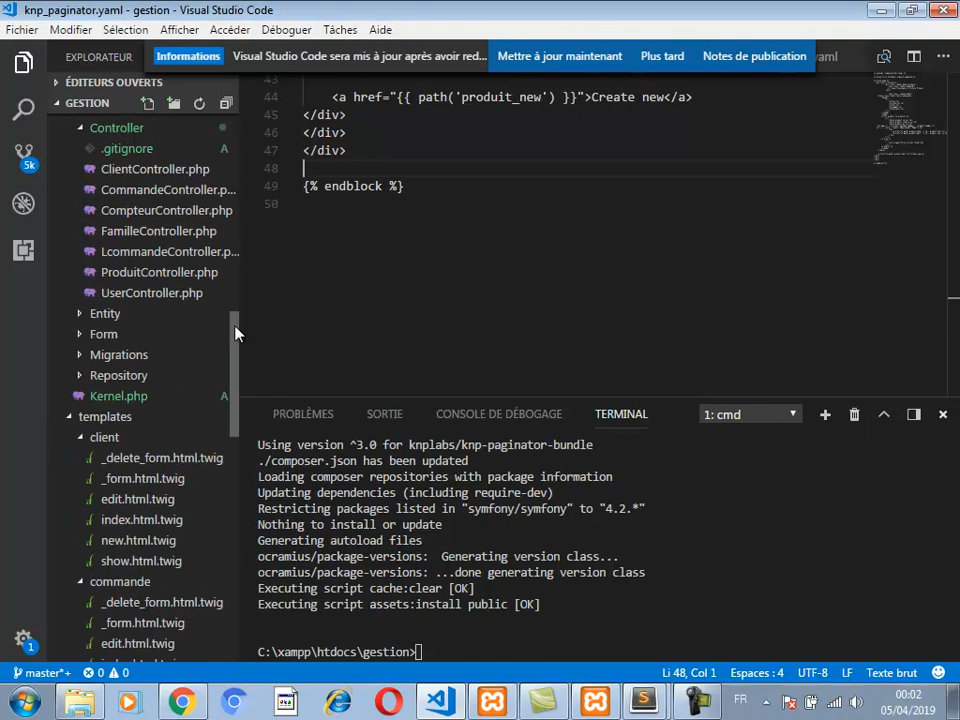 knp_paginator.yaml - gestion - Visual Studio Code
Fichier Modifier Sélection Afficher Accéder Déboguer Tâches Aide
EXPLORATEUR
Informations Visual Studio Code sera mis à jour après avoir red... Mettre à jour maintenant Plus tard Notes de publication
ÉDITEURS OUVERTS
GESTION
Controller
.gitignore A
ClientController.php
CommandeController.p...
CompteurController.php
FamilleController.php
LcommandeController.p...
ProduitController.php
UserController.php
Entity
Form
Migrations
Repository
Kernel.php A
templates
client
_delete_form.html.twig
_form.html.twig
edit.html.twig
index.html.twig
new.html.twig
show.html.twig
commande
_delete_form.html.twig
_form.html.twig
edit.html.twig
5k
1
44 <a href="{{ path('produit_new') }}">Create new</a>
45 </div>
46 </div>
47 </div>
48
49 {% endblock %}
50
PROBLÈMES SORTIE CONSOLE DE DÉBOGAGE TERMINAL 1: cmd
Using version ^3.0 for knplabs/knp-paginator-bundle
./composer.json has been updated
Loading composer repositories with package information
Updating dependencies (including require-dev)
Restricting packages listed in "symfony/symfony" to "4.2.*"
Nothing to install or update
Generating autoload files
ocramius/package-versions:  Generating version class...
ocramius/package-versions: ...done generating version class
Executing script cache:clear [OK]
Executing script assets:install public [OK]
C:\xampp\htdocs\gestion>
master*+ 0 0 Li 48, Col 1 Espaces : 4 UTF-8 LF Texte brut
FR 00:02
05/04/2019